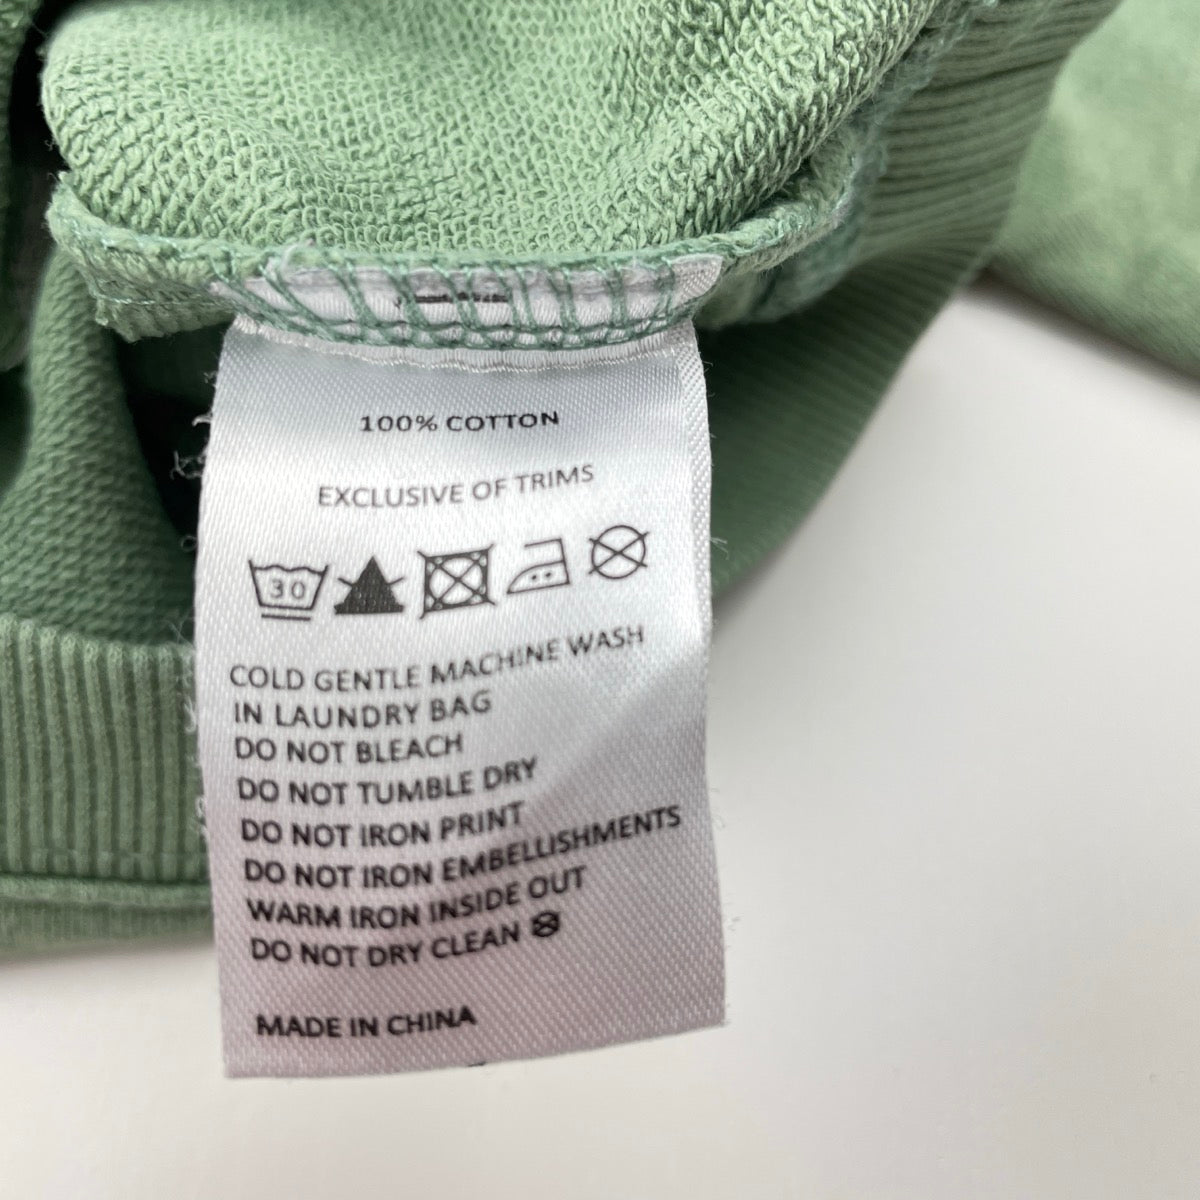 100% COTTON
EXCLUSIVE OF TRIMS
30
COLD GENTLE MACHINE WASH
IN LAUNDRY BAG
DO NOT BLEACH
DO NOT TUMBLE DRY
DO NOT IRON PRINT
DO NOT IRON EMBELLISHMENTS
WARM IRON INSIDE OUT
DO NOT DRY CLEAN
MADE IN CHINA